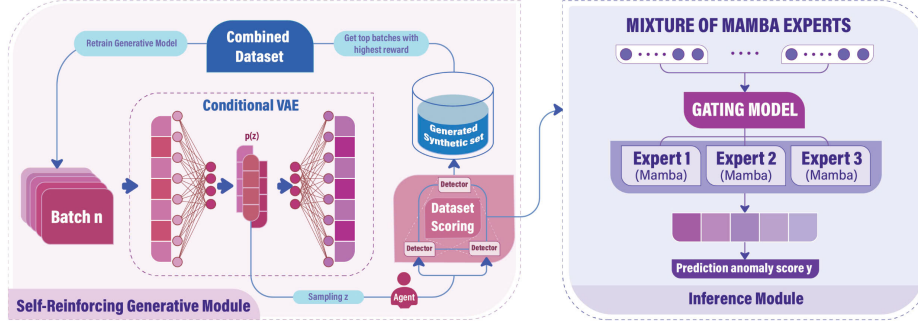 Retrain Generative Model
Combined
Dataset
Get top batches with
highest reward
Conditional VAE
p(z)
Generated
Synthetic set
Batch n
Detector
Dataset
Scoring
Detector
Detector
Sampling z
Agent
Self-Reinforcing Generative Module
MIXTURE OF MAMBA EXPERTS
GATING MODEL
Expert 1
(Mamba)
Expert 2
(Mamba)
Expert 3
(Mamba)
Prediction anomaly score y
Inference Module